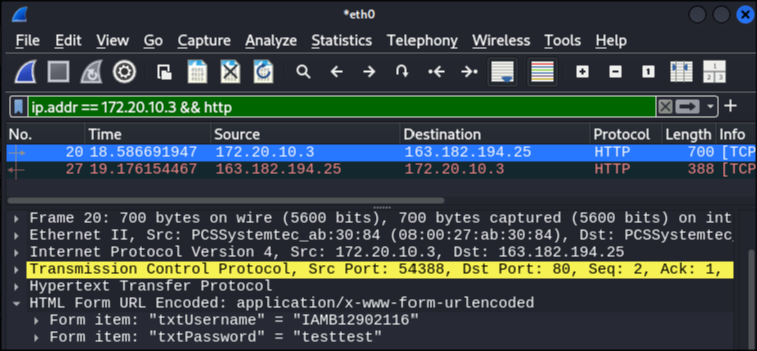 *eth0
File Edit View Go Capture Analyze Statistics Telephony Wireless Tools Help
ip.addr == 172.20.10.3 && http
No. Time Source Destination Protocol Length Info
20 18.586691947 172.20.10.3 163.182.194.25 HTTP 700 [TCP
27 19.176154467 163.182.194.25 172.20.10.3 HTTP 388 [TCP
Frame 20: 700 bytes on wire (5600 bits), 700 bytes captured (5600 bits) on int
Ethernet II, Src: PCSSystemtec_ab:30:84 (08:00:27:ab:30:84), Dst: PCSSystemtec_
Internet Protocol Version 4, Src: 172.20.10.3, Dst: 163.182.194.25
Transmission Control Protocol, Src Port: 54388, Dst Port: 80, Seq: 2, Ack: 1,
Hypertext Transfer Protocol
HTML Form URL Encoded: application/x-www-form-urlencoded
Form item: "txtUsername" = "IAMB12902116"
Form item: "txtPassword" = "testtest"